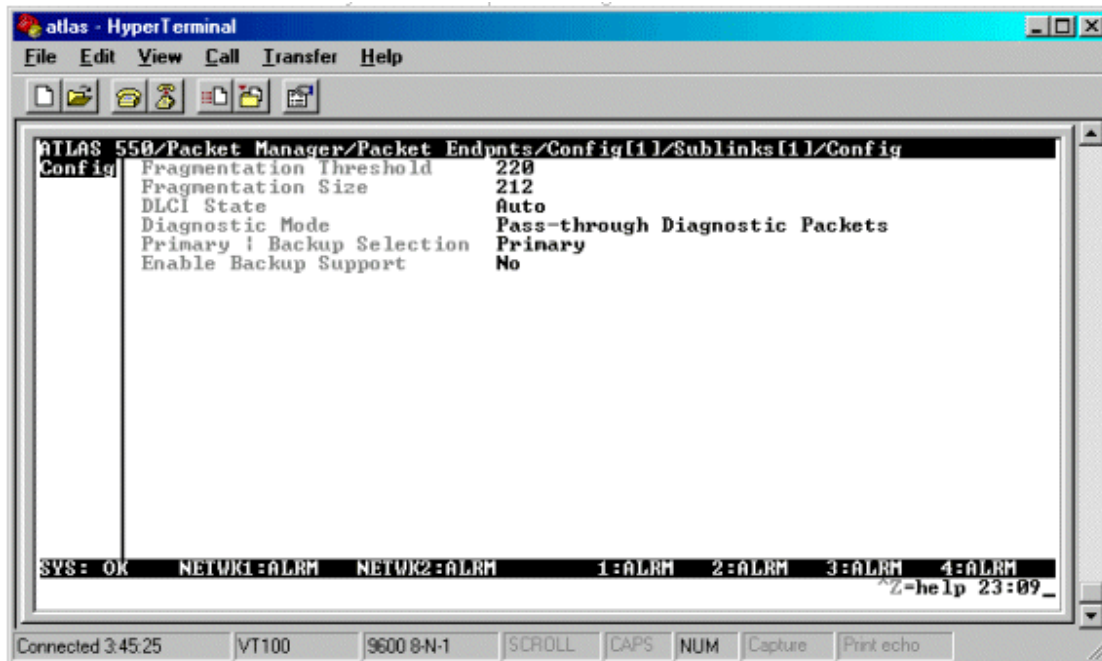 atlas - HyperTerminal
File Edit View Call Transfer Help
ATLAS 550/Packet Manager/Packet Endpnts/Config[1]/Sublinks[1]/Config
Config Fragmentation Threshold 220
Fragmentation Size 212
DLCI State Auto
Diagnostic Mode Pass-through Diagnostic Packets
Primary ¦ Backup Selection Primary
Enable Backup Support No
SYS: OK NETWK1:ALRM NETWK2:ALRM 1:ALRM 2:ALRM 3:ALRM 4:ALRM
^Z=help 23:09_
Connected 3:45:25 VT100 9600 8-N-1 SCROLL CAPS NUM Capture Print echo